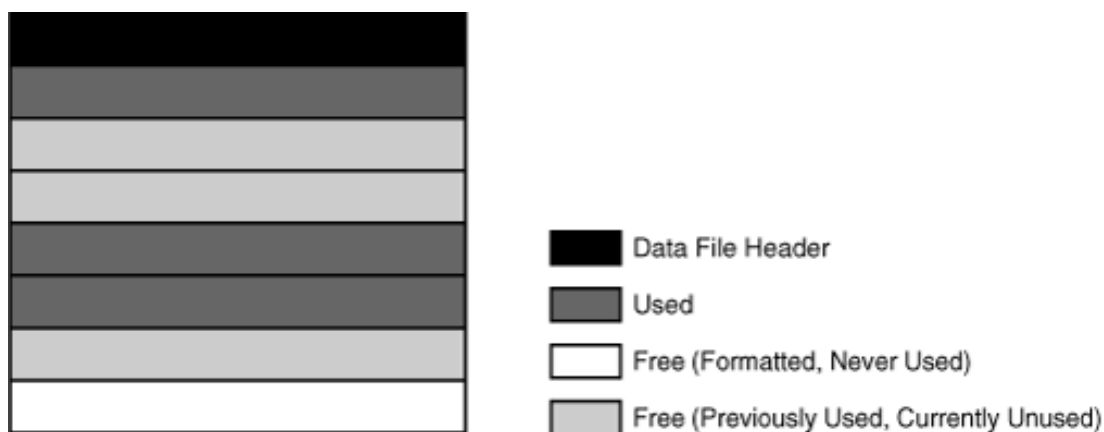 Data File Header
Used
Free (Formatted, Never Used)
Free (Previously Used, Currently Unused)